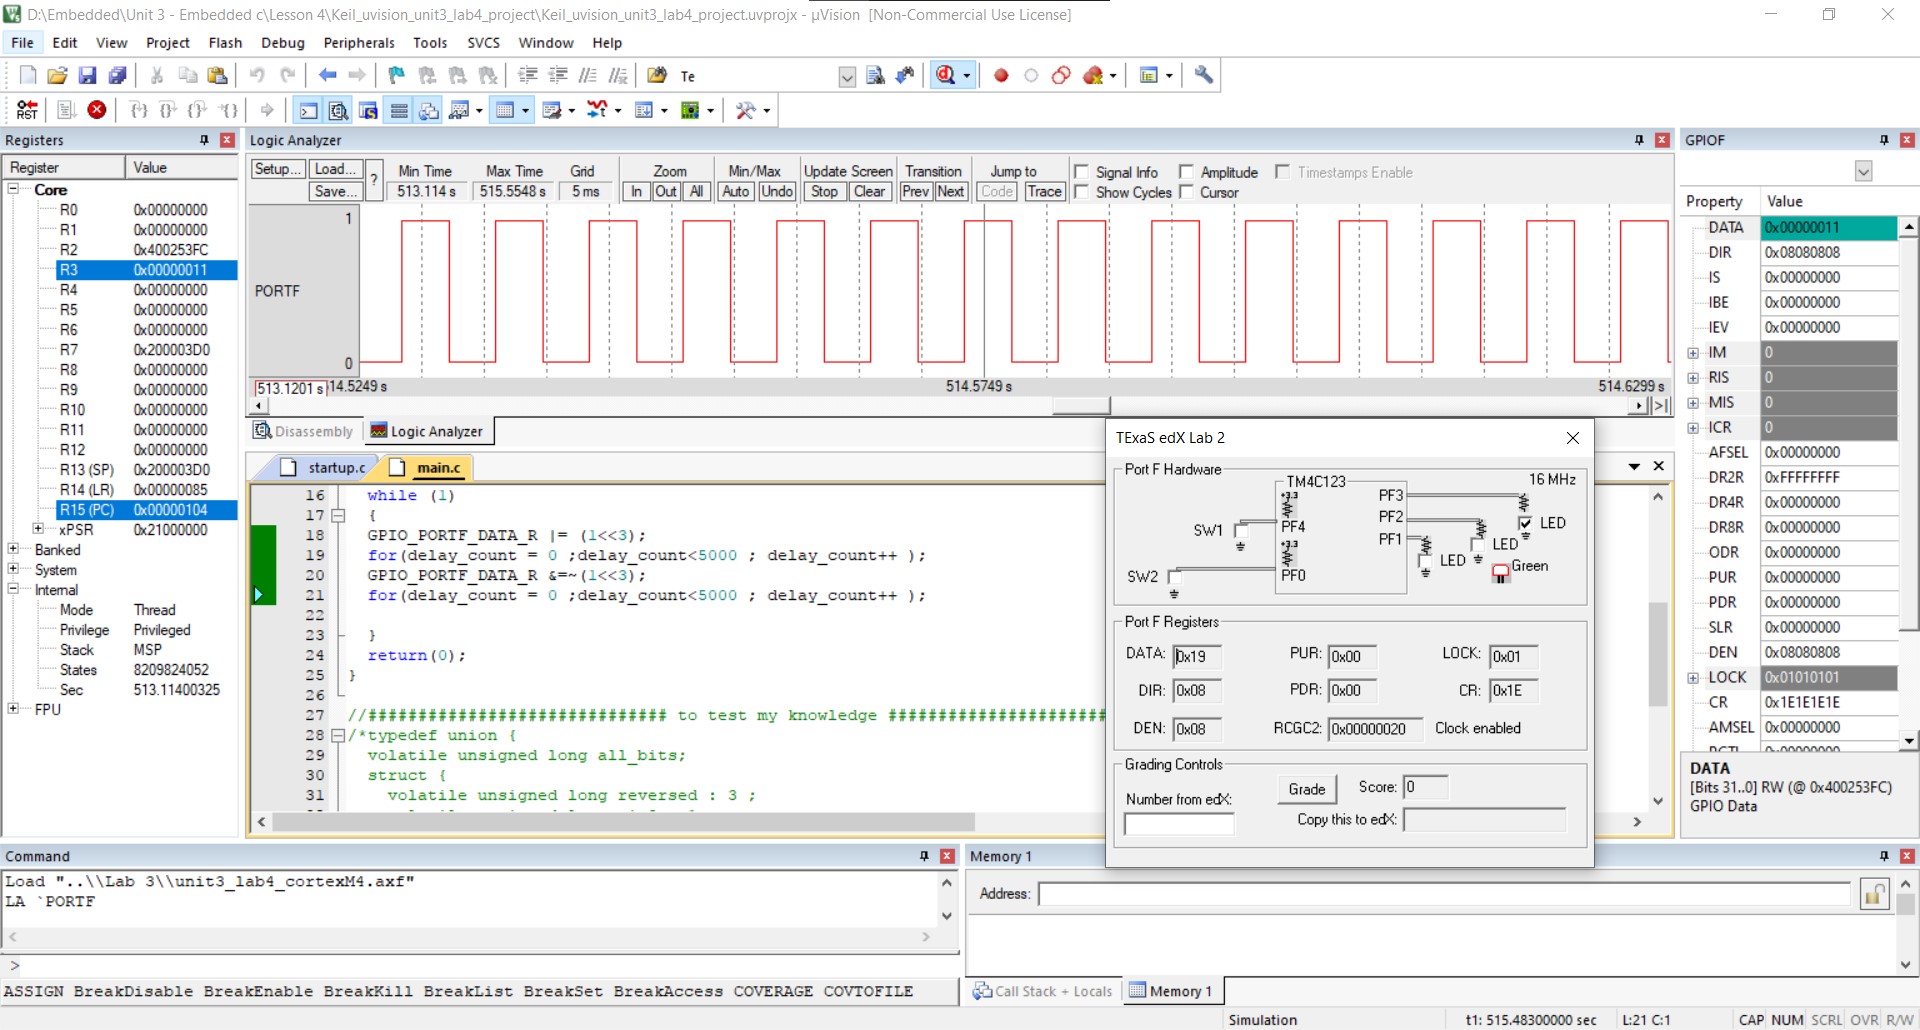 D:\Embedded\Unit 3 - Embedded c\Lesson 4\Keil_uvision_unit3_lab4_project\Keil_uvision_unit3_lab4_project.uvprojx - µVision [Non-Commercial Use License]
File Edit View Project Flash Debug Peripherals Tools SVCS Window Help
Te
RST
Registers
Register Value
Core
R0 0x00000000
R1 0x00000000
R2 0x400253FC
R3 0x00000011
R4 0x00000000
R5 0x00000000
R6 0x00000000
R7 0x200003D0
R8 0x00000000
R9 0x00000000
R10 0x00000000
R11 0x00000000
R12 0x00000000
R13 (SP) 0x200003D0
R14 (LR) 0x00000085
R15 (PC) 0x00000104
xPSR 0x21000000
Banked
System
Internal
Mode Thread
Privilege Privileged
Stack MSP
States 8209824052
Sec 513.11400325
FPU
Logic Analyzer
Setup... Load... ? Min Time Max Time Grid Zoom Min/Max Update Screen Transition Jump to Signal Info Amplitude Timestamps Enable
Save... 513.114 s 515.5548 s 5 ms In Out All Auto Undo Stop Clear Prev Next Code Trace Show Cycles Cursor
1
PORTF
0
513.1201 s 14.5249 s 514.5749 s 514.6299 s
Disassembly Logic Analyzer
startup.c main.c
16 while (1)
17 {
18 GPIO_PORTF_DATA_R |= (1<<3);
19 for(delay_count = 0 ;delay_count<5000 ; delay_count++ );
20 GPIO_PORTF_DATA_R &=~(1<<3);
21 for(delay_count = 0 ;delay_count<5000 ; delay_count++ );
22
23 }
24 return(0);
25 }
26
27 //############################## to test my knowledge ######################
28 /*typedef union {
29 volatile unsigned long all_bits;
30 struct {
31 volatile unsigned long reversed : 3 ;
TExaS edX Lab 2
Port F Hardware
TM4C123 16 MHz
+3.3 PF3
SW1 PF4 PF2 LED
+3.3 PF1 LED
SW2 PF0 LED Green
Port F Registers
DATA: 0x19 PUR: 0x00 LOCK: 0x01
DIR: 0x08 PDR: 0x00 CR: 0x1E
DEN: 0x08 RCGC2: 0x00000020 Clock enabled
Grading Controls
Number from edX: Grade Score: 0
Copy this to edX:
GPIOF
Property Value
DATA 0x00000011
DIR 0x08080808
IS 0x00000000
IBE 0x00000000
IEV 0x00000000
IM 0
RIS 0
MIS 0
ICR 0
AFSEL 0x00000000
DR2R 0xFFFFFFFF
DR4R 0x00000000
DR8R 0x00000000
ODR 0x00000000
PUR 0x00000000
PDR 0x00000000
SLR 0x00000000
DEN 0x08080808
LOCK 0x01010101
CR 0x1E1E1E1E
AMSEL 0x00000000
DATA
[Bits 31..0] RW (@ 0x400253FC)
GPIO Data
Command
Load "..\\Lab 3\\unit3_lab4_cortexM4.axf"
LA `PORTF
>
ASSIGN BreakDisable BreakEnable BreakKill BreakList BreakSet BreakAccess COVERAGE COVTOFILE
Memory 1
Address:
Call Stack + Locals Memory 1
Simulation t1: 515.48300000 sec L:21 C:1 CAP NUM SCRL OVR R/W